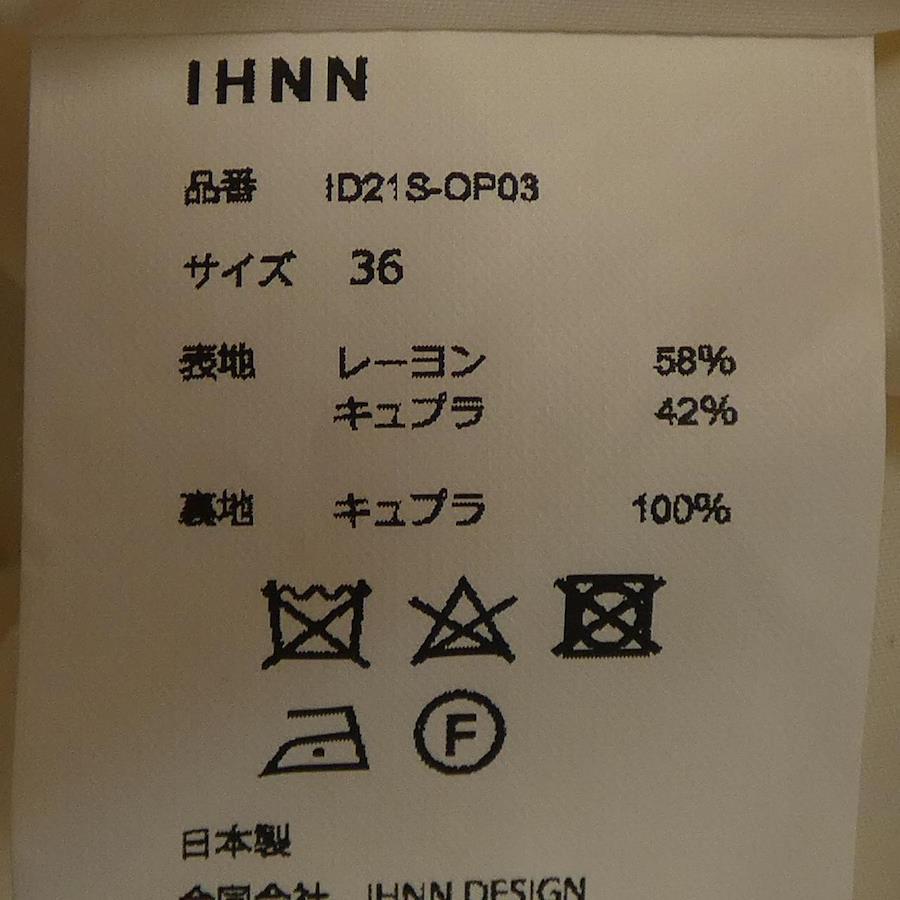 IHNN
品番 ID21S-OP03
サイズ 36
表地 レーヨン 58%
キュプラ 42%
裏地 キュプラ 100%
F
日本製
IHNN DESIGN